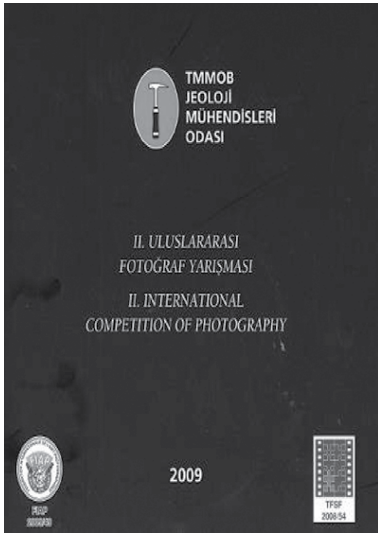 TMMOB
JEOLOJİ
MÜHENDİSLERİ
ODASI
II. ULUSLARARASI
FOTOĞRAF YARIŞMASI
II. INTERNATIONAL
COMPETITION OF PHOTOGRAPHY
2009
FIAP
TFSF
2008/54